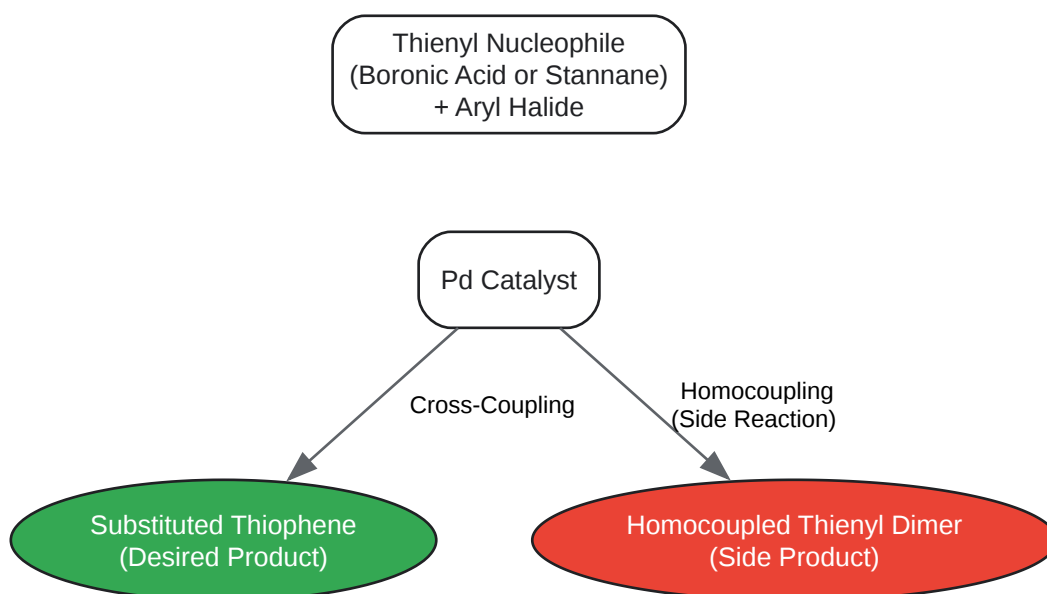 Thienyl Nucleophile
(Boronic Acid or Stannane)
+ Aryl Halide
Pd Catalyst
Cross-Coupling
Homocoupling
(Side Reaction)
Substituted Thiophene
(Desired Product)
Homocoupled Thienyl Dimer
(Side Product)